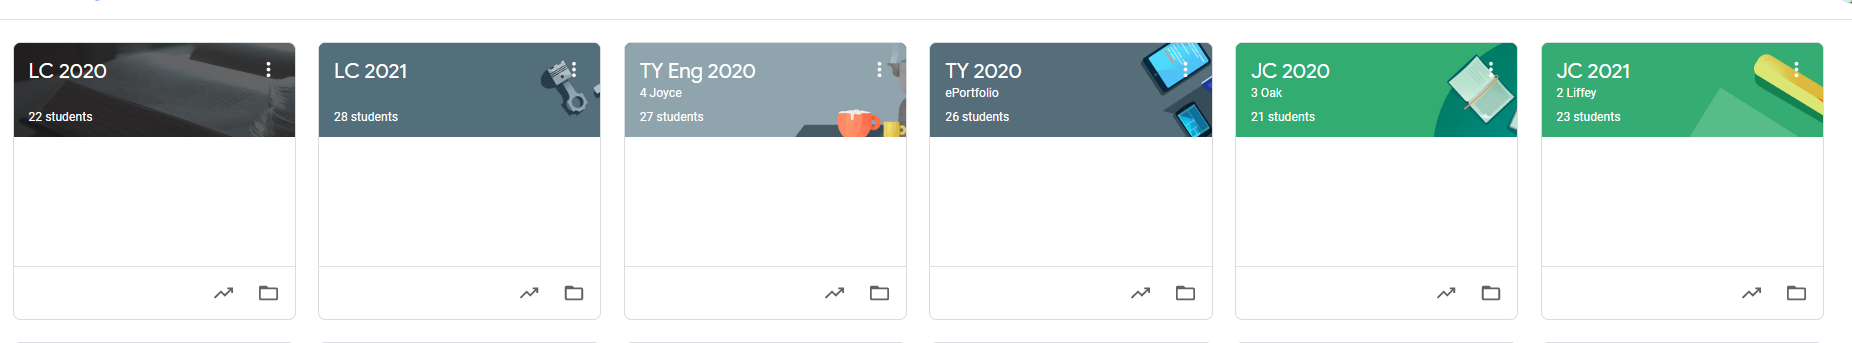 LC 2020
22 students
LC 2021
28 students
TY Eng 2020
4 Joyce
27 students
TY 2020
ePortfolio
26 students
JC 2020
3 Oak
21 students
JC 2021
2 Liffey
23 students